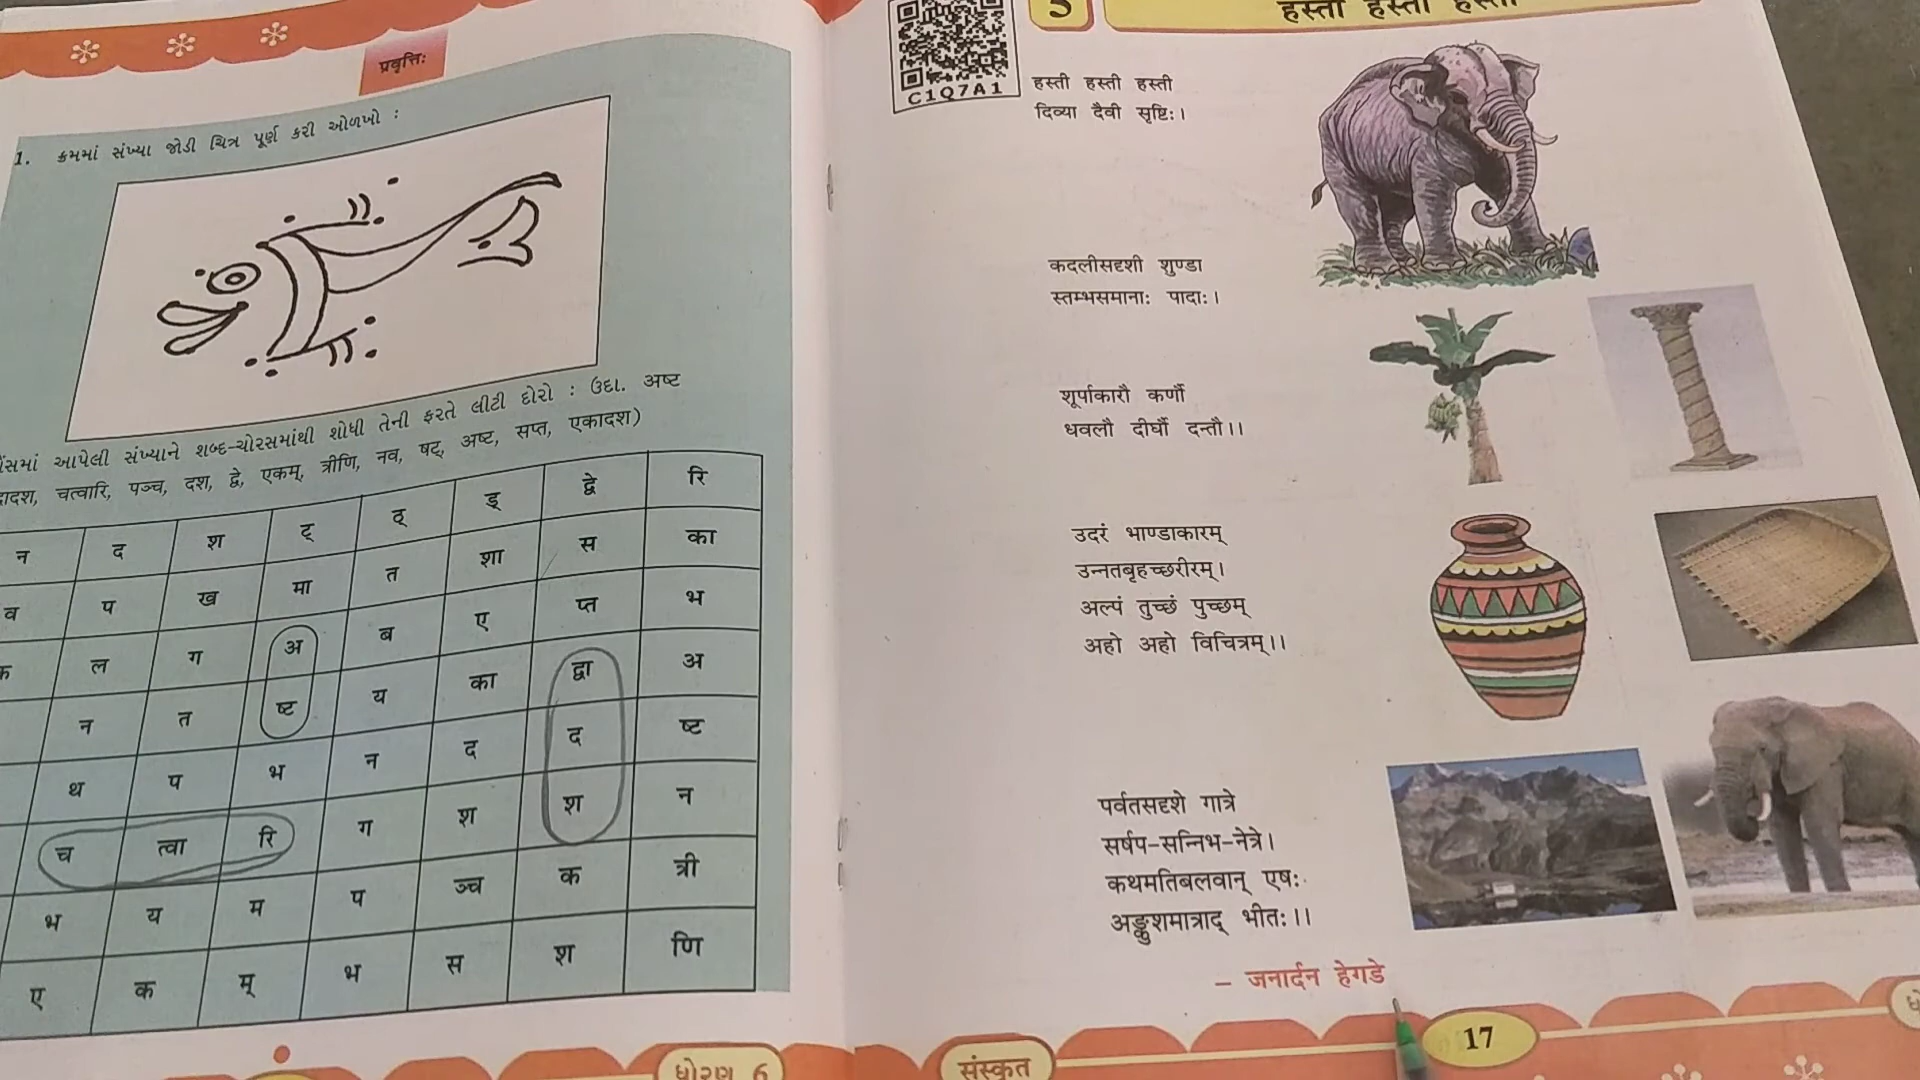 प्रवृत्तिः
1. ક્રમમાં સંખ્યા જોડી ચિત્ર પૂર્ણ કરી ઓળખો :
આપેલી સંખ્યાને શબ્દ-ચોરસમાંથી શોધી તેની ફરતે લીટી દોરો : ઉદા. अष्ट
चत्वारि, पञ्च, दश, द्वे, एकम्, त्रीणि, नव, षट्, अष्ट, सप्त, एकादश)
न द श ट् ठ् ड् द्वे रि
व प ख मा त शा स का
ल ग अ ब ए प्त भ
न त ष्ट य का द्वा अ
थ प भ न द द ष्ट
च त्वा रि ग श श न
भ य म प ञ्च क त्री
ए क म् भ स श णि
ધોરણ 6
C1Q7A1
5
हस्ती हस्ती हस्ती
हस्ती हस्ती हस्ती
दिव्या दैवी सृष्टिः।
कदलीसदृशी शुण्डा
स्तम्भसमानाः पादाः।
शूर्पाकारौ कर्णौ
धवलौ दीर्घौ दन्तौ।।
उदरं भाण्डाकारम्
उन्नतबृहच्छरीरम्।
अल्पं तुच्छं पुच्छम्
अहो अहो विचित्रम्।।
पर्वतसदृशे गात्रे
सर्षप-सन्निभ-नेत्रे।
कथमतिबलवान् एषः
अङ्कुशमात्राद् भीतः।।
– जनार्दन हेगडे
संस्कृत
17